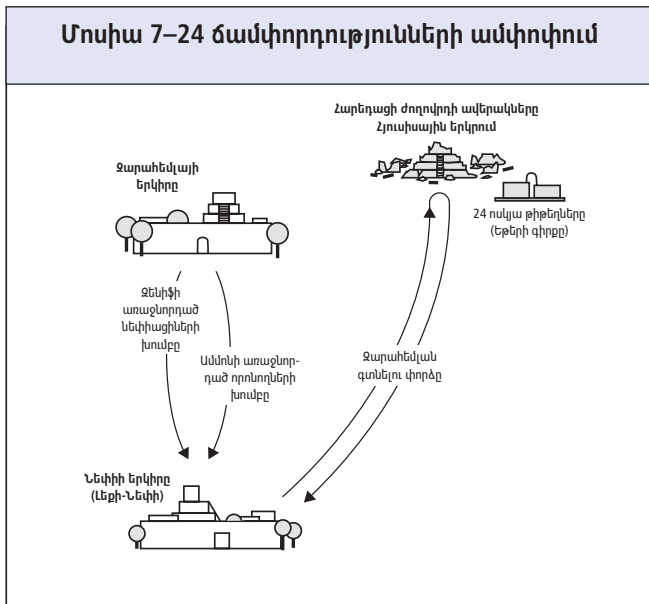 Մոսիա 7–24 ճամփորդությունների ամփոփում
Հարեդացի ժողովրդի ավերակները
Հյուսիսային երկրում
Զարահեմլայի
երկիրը
24 ոսկյա թիթեղները
(Եթերի գիրքը)
Զենիֆի
առաջնորդած
նեփիացիների
խումբը
Ամմոնի առաջնոր-
դած որոնողների
խումբը
Զարահեմլան
գտնելու փորձը
Նեփիի երկիրը
(Լեքի-Նեփի)